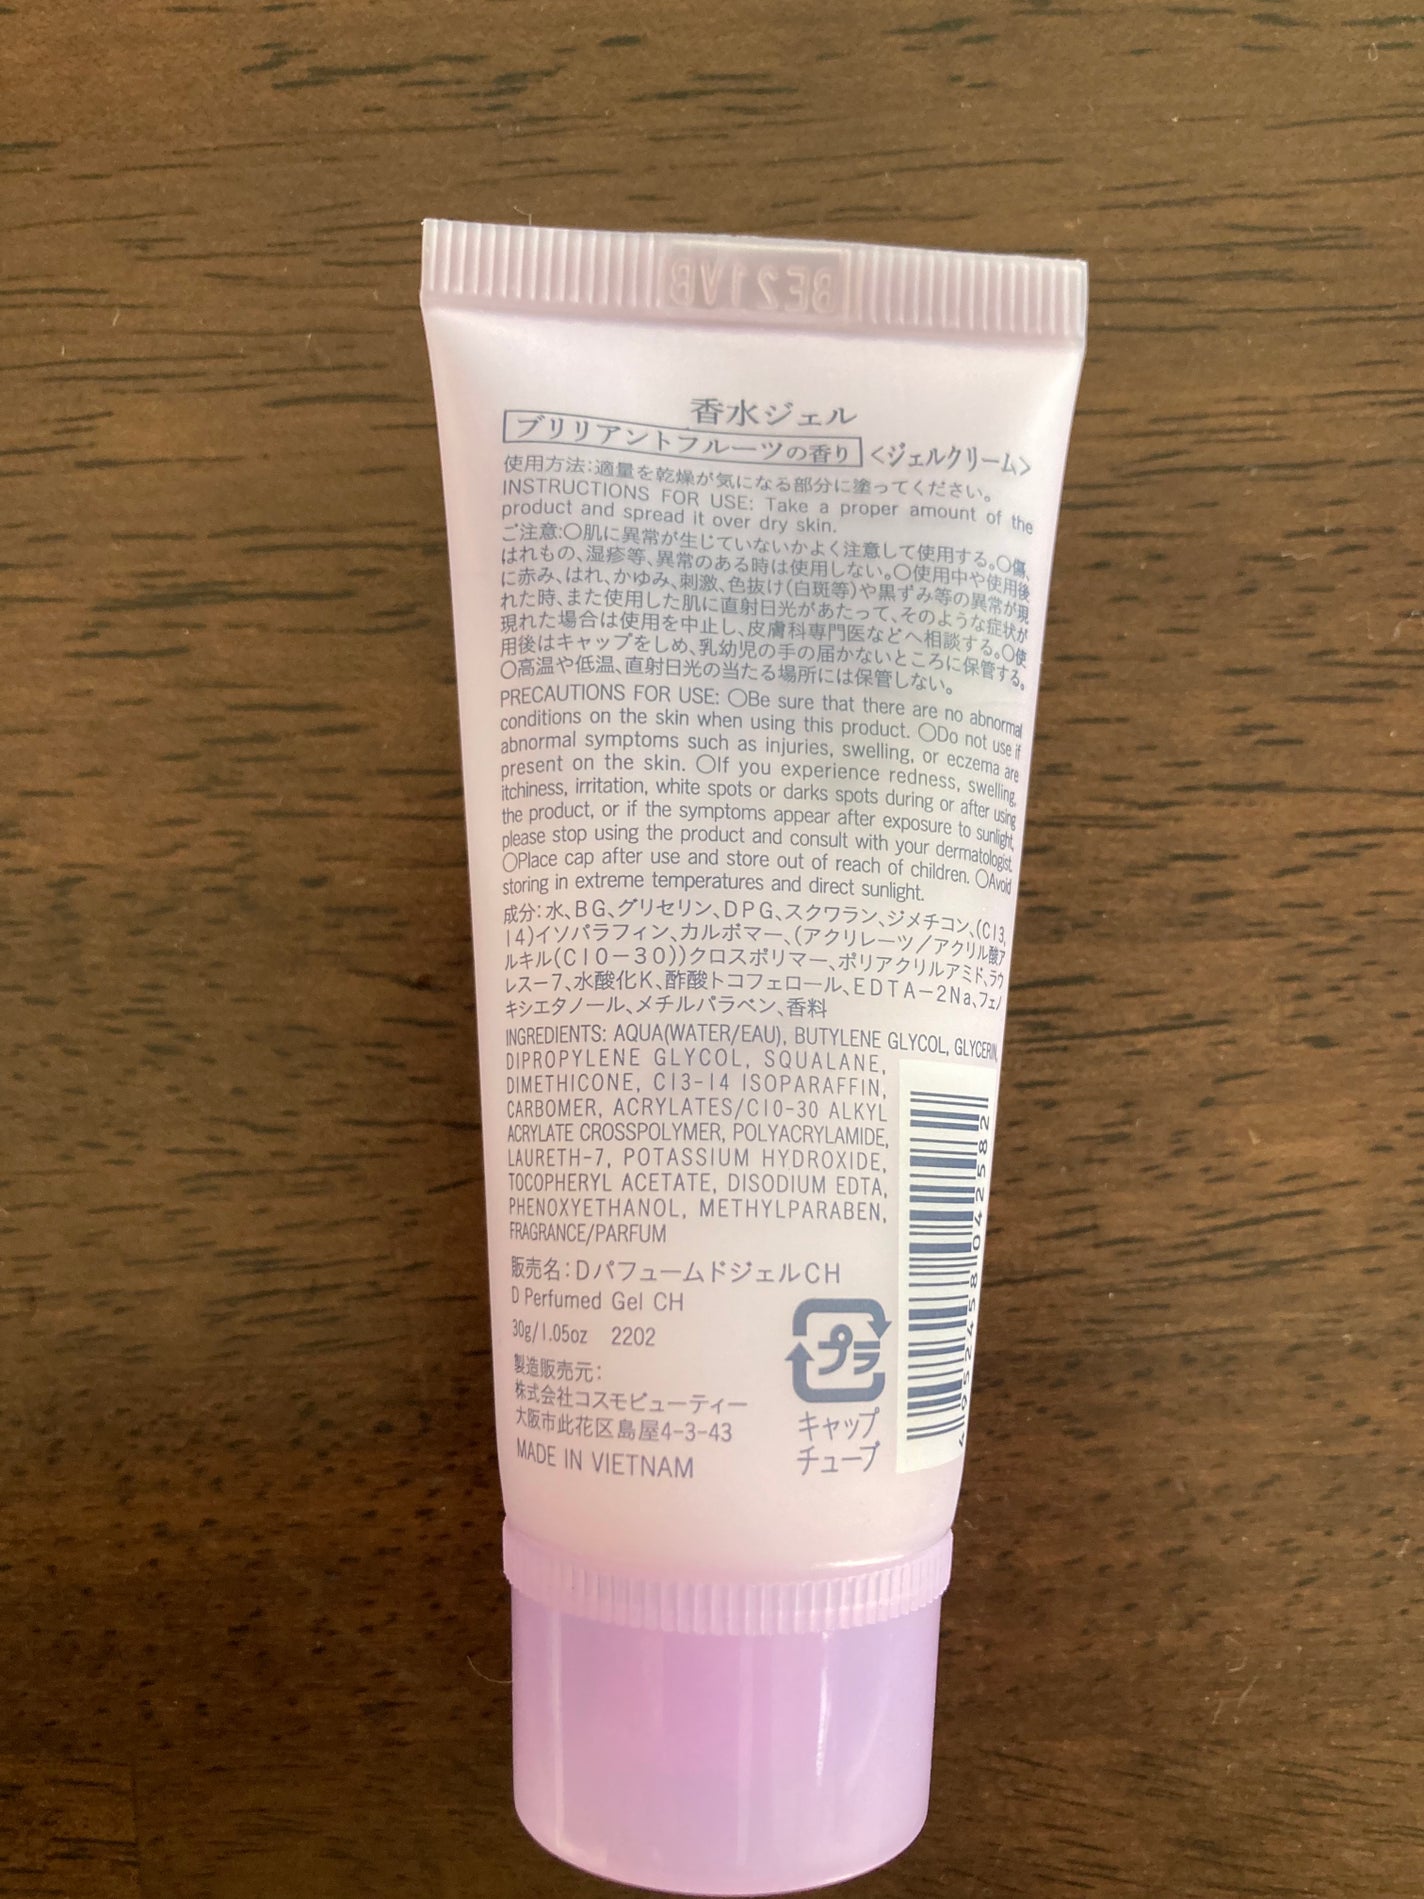 BE21VB
香水ジェル
ブリリアントフルーツの香り <ジェルクリーム>
使用方法:適量を乾燥が気になる部分に塗ってください。
INSTRUCTIONS FOR USE: Take a proper amount of the
product and spread it over dry skin.
ご注意:○肌に異常が生じていないかよく注意して使用する。○傷、
はれもの、湿疹等、異常のある時は使用しない。○使用中や使用後
に赤み、はれ、かゆみ、刺激、色抜け(白斑等)や黒ずみ等の異常が現
れた時、また使用した肌に直射日光があたって、そのような症状が
現れた場合は使用を中止し、皮膚科専門医などへ相談する。○使
用後はキャップをしめ、乳幼児の手の届かないところに保管する。
○高温や低温、直射日光の当たる場所には保管しない。
PRECAUTIONS FOR USE: ○Be sure that there are no abnormal
conditions on the skin when using this product. ○Do not use if
abnormal symptoms such as injuries, swelling, or eczema are
present on the skin. ○If you experience redness, swelling,
itchiness, irritation, white spots or darks spots during or after using
the product, or if the symptoms appear after exposure to sunlight,
please stop using the product and consult with your dermatologist.
○Place cap after use and store out of reach of children. ○Avoid
storing in extreme temperatures and direct sunlight.
成分:水、BG、グリセリン、DPG、スクワラン、ジメチコン、(C13,
14)イソパラフィン、カルボマー、(アクリレーツ/アクリル酸ア
ルキル(C10-30))クロスポリマー、ポリアクリルアミド、ラウ
レス-7、水酸化K、酢酸トコフェロール、EDTA-2Na、フェノ
キシエタノール、メチルパラベン、香料
INGREDIENTS: AQUA(WATER/EAU), BUTYLENE GLYCOL, GLYCERIN,
DIPROPYLENE GLYCOL, SQUALANE,
DIMETHICONE, C13-14 ISOPARAFFIN,
CARBOMER, ACRYLATES/C10-30 ALKYL
ACRYLATE CROSSPOLYMER, POLYACRYLAMIDE,
LAURETH-7, POTASSIUM HYDROXIDE,
TOCOPHERYL ACETATE, DISODIUM EDTA,
PHENOXYETHANOL, METHYLPARABEN,
FRAGRANCE/PARFUM
販売名:DパフュームドジェルCH
D Perfumed Gel CH
30g/1.05oz 2202
製造販売元:
株式会社コスモビューティー
大阪市此花区島屋4-3-43
MADE IN VIETNAM
プラ
キャップ
チューブ